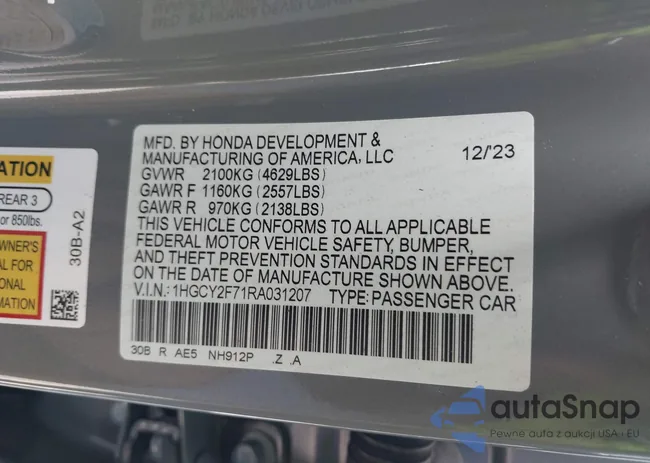 MFD. BY HONDA DEVELOPMENT &
MANUFACTURING OF AMERICA, LLC 12/23
GVWR 2100KG (4629LBS)
GAWR F 1160KG (2557LBS)
GAWR R 970KG (2138LBS)
THIS VEHICLE CONFORMS TO ALL APPLICABLE
FEDERAL MOTOR VEHICLE SAFETY, BUMPER,
AND THEFT PREVENTION STANDARDS IN EFFECT
ON THE DATE OF MANUFACTURE SHOWN ABOVE.
V.I.N.: 1HGCY2F71RA031207 TYPE: PASSENGER CAR
30B R AE5 NH912P .Z .A
REAR 3
or 850lbs.
AL FOR
30B-A2
autaSnap
Pewne auta z aukcji USA i EU